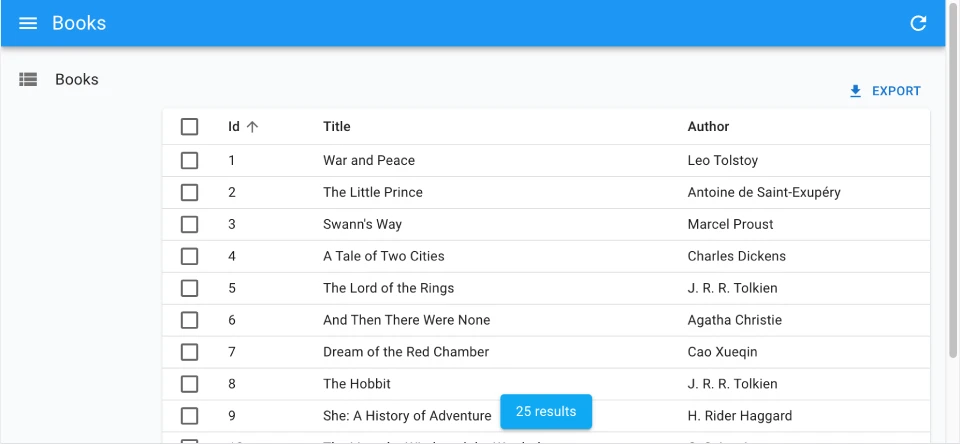 Books
Books
EXPORT
Id Title Author
1 War and Peace Leo Tolstoy
2 The Little Prince Antoine de Saint-Exupéry
3 Swann's Way Marcel Proust
4 A Tale of Two Cities Charles Dickens
5 The Lord of the Rings J. R. R. Tolkien
6 And Then There Were None Agatha Christie
7 Dream of the Red Chamber Cao Xueqin
8 The Hobbit J. R. R. Tolkien
9 She: A History of Adventure H. Rider Haggard
25 results